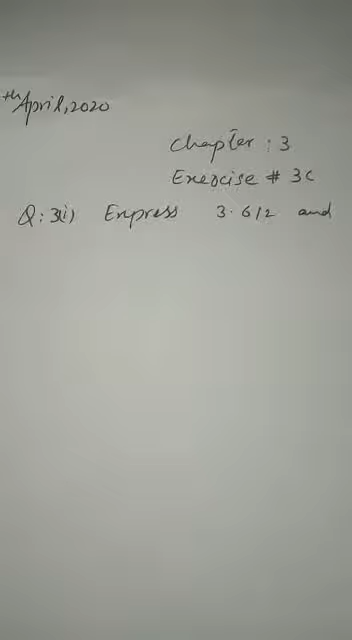 th April, 2020
Chapter : 3
Exercise # 3C
Q: 3(i) Express 3.612 and